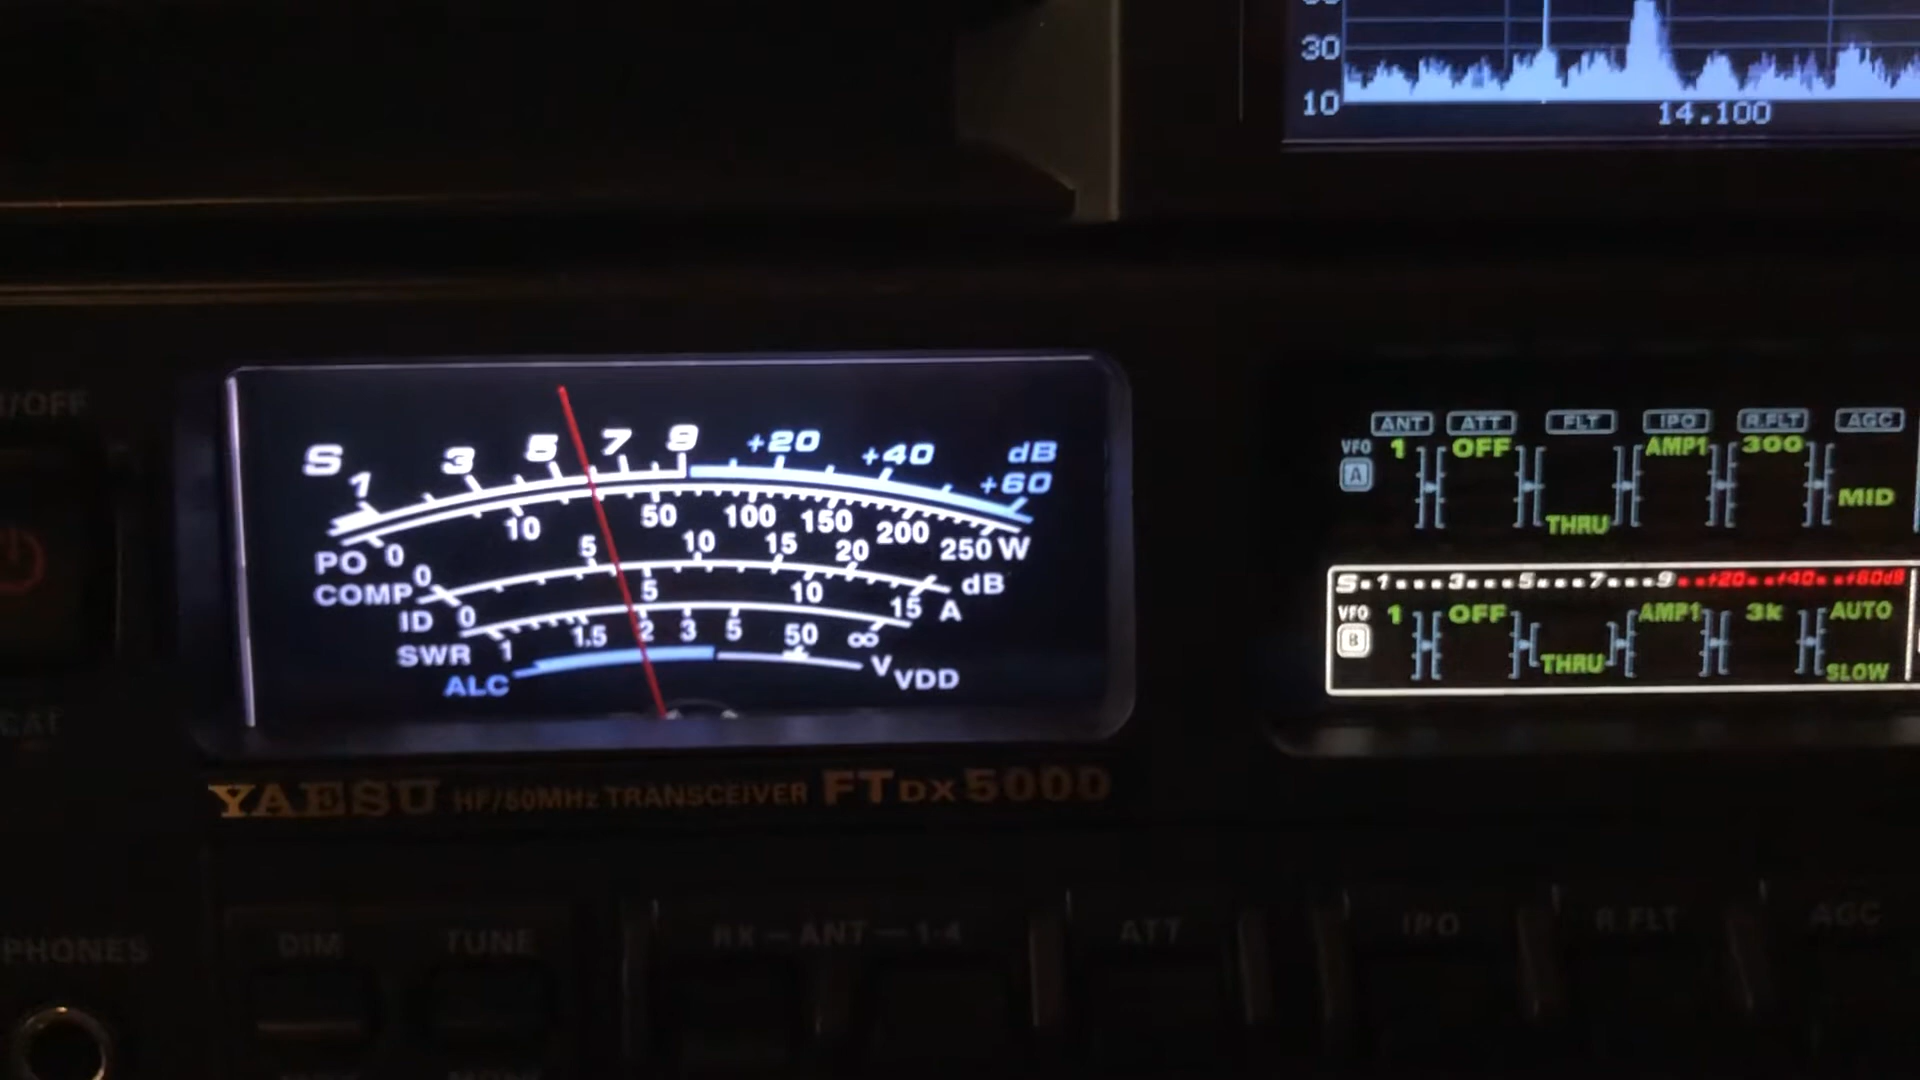 30
10
14.100
/OFF
S 1 3 5 7 9 +20 +40 +60 dB
PO 0 10 50 100 150 200 250 W
COMP 0 5 10 15 20 dB
ID 0 5 10 15 A
SWR 1 1.5 2 3 5 50 ∞
ALC V VDD
ANT ATT FLT IPO R.FLT AGC
VFO A 1 OFF THRU AMP1 300 MID
S 1 3 5 7 9 +20 +40 +60dB
VFO B 1 OFF THRU AMP1 3k AUTO SLOW
CAT
YAESU HF/50MHz TRANSCEIVER FTDX5000
PHONES DIM TUNE RX-ANT-1-4 ATT IPO R.FLT AGC